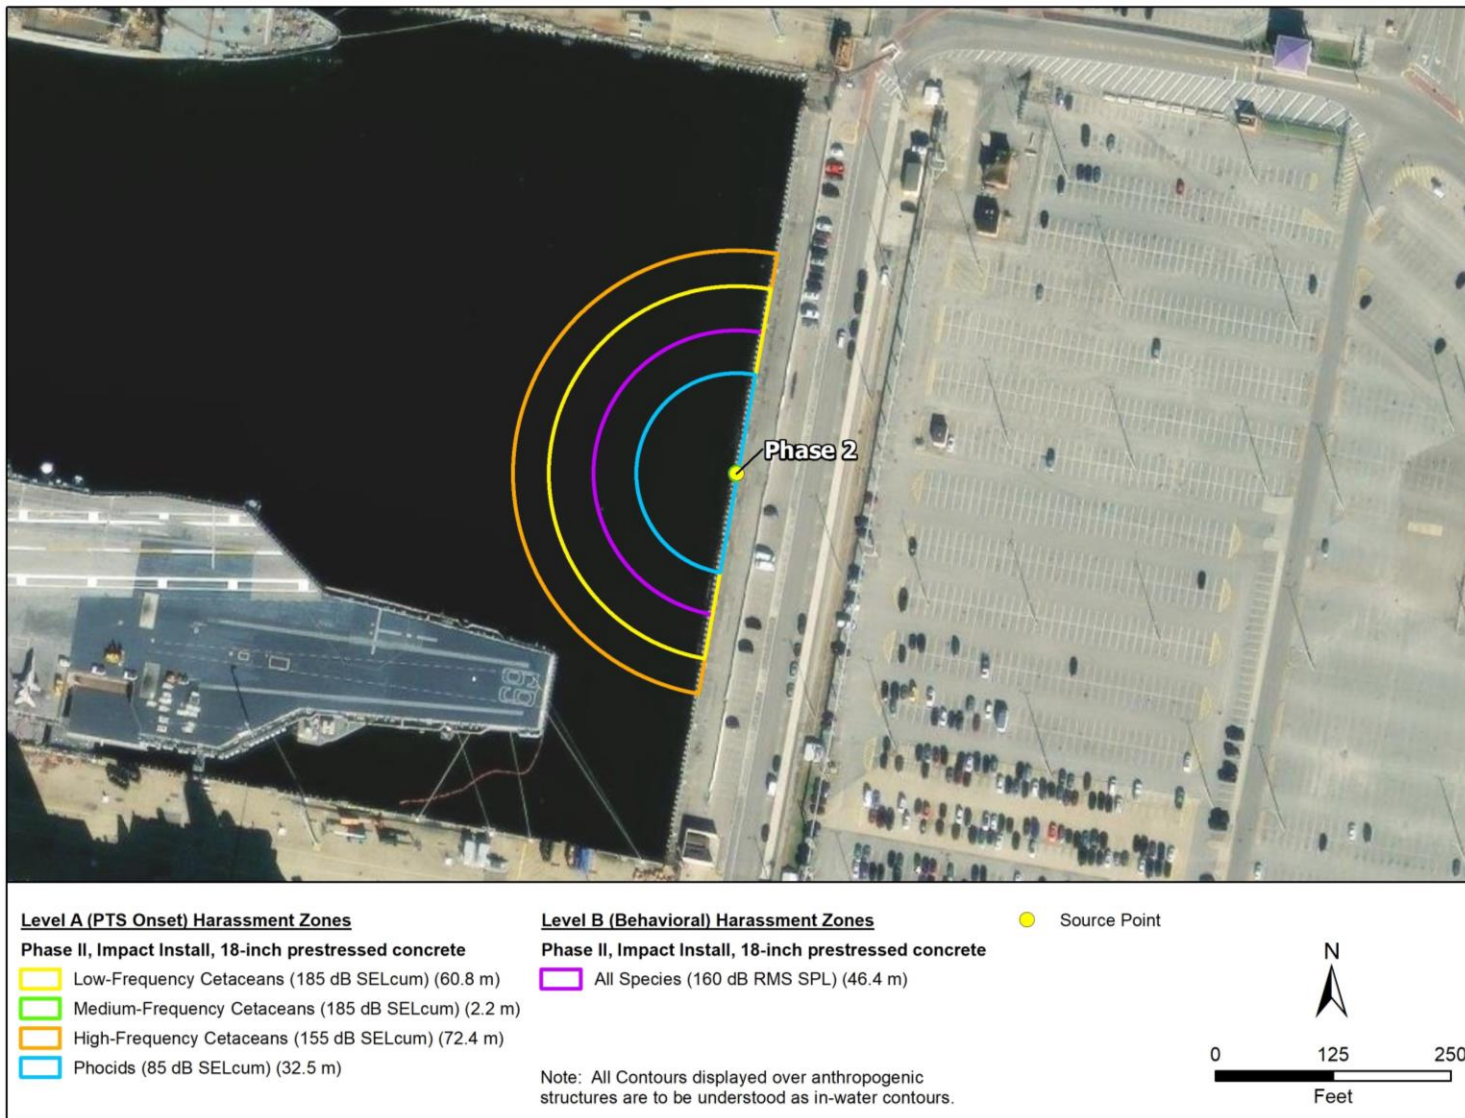 Phase 2
Level A (PTS Onset) Harassment Zones
Phase II, Impact Install, 18-inch prestressed concrete
Low-Frequency Cetaceans (185 dB SELcum) (60.8 m)
Medium-Frequency Cetaceans (185 dB SELcum) (2.2 m)
High-Frequency Cetaceans (155 dB SELcum) (72.4 m)
Phocids (85 dB SELcum) (32.5 m)
Level B (Behavioral) Harassment Zones
Phase II, Impact Install, 18-inch prestressed concrete
All Species (160 dB RMS SPL) (46.4 m)
Note: All Contours displayed over anthropogenic
structures are to be understood as in-water contours.
Source Point
N
0 125 250
Feet